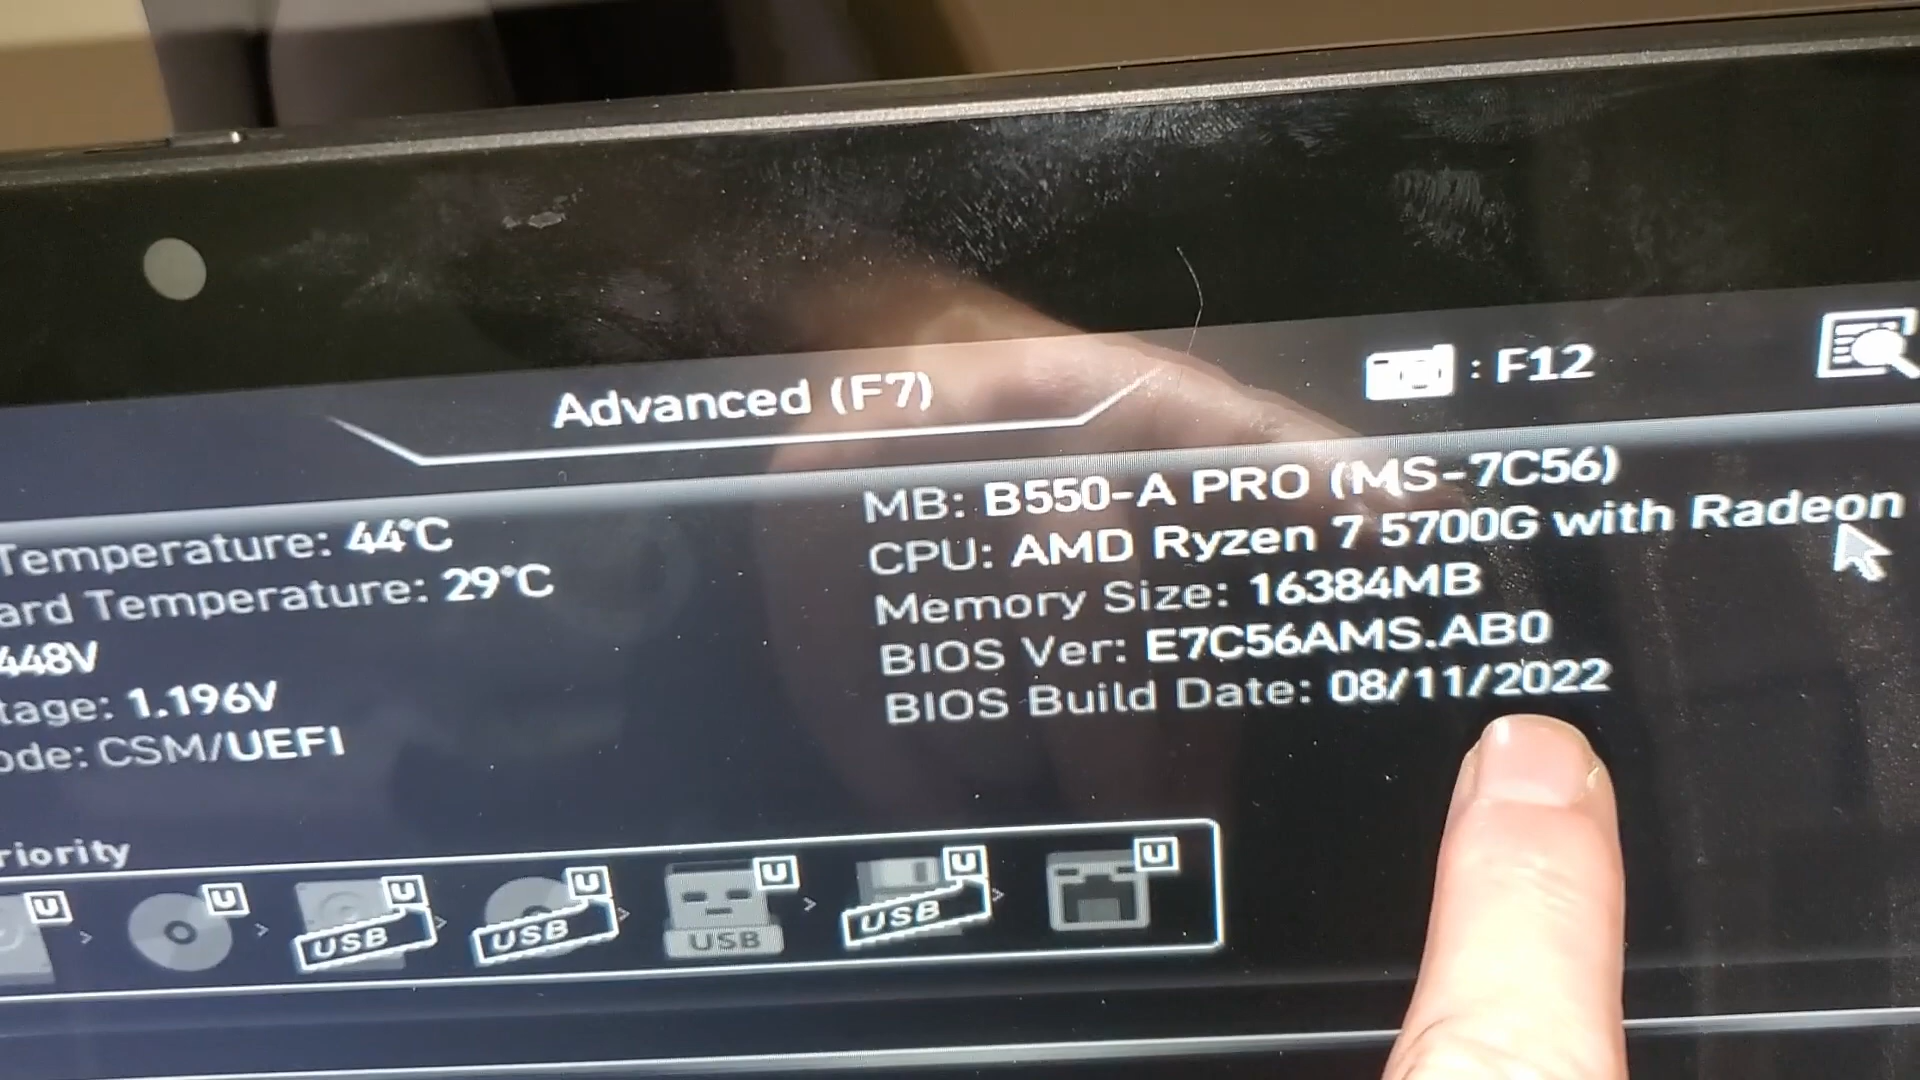 Advanced (F7)
: F12
Temperature: 44°C
ard Temperature: 29°C
448V
tage: 1.196V
ode: CSM/UEFI
MB: B550-A PRO (MS-7C56)
CPU: AMD Ryzen 7 5700G with Radeon
Memory Size: 16384MB
BIOS Ver: E7C56AMS.AB0
BIOS Build Date: 08/11/2022
riority
U U U U U U U
USB USB USB USB